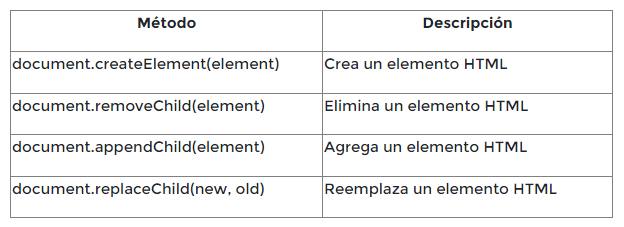 Método Descripción
document.createElement(element) Crea un elemento HTML
document.removeChild(element) Elimina un elemento HTML
document.appendChild(element) Agrega un elemento HTML
document.replaceChild(new, old) Reemplaza un elemento HTML